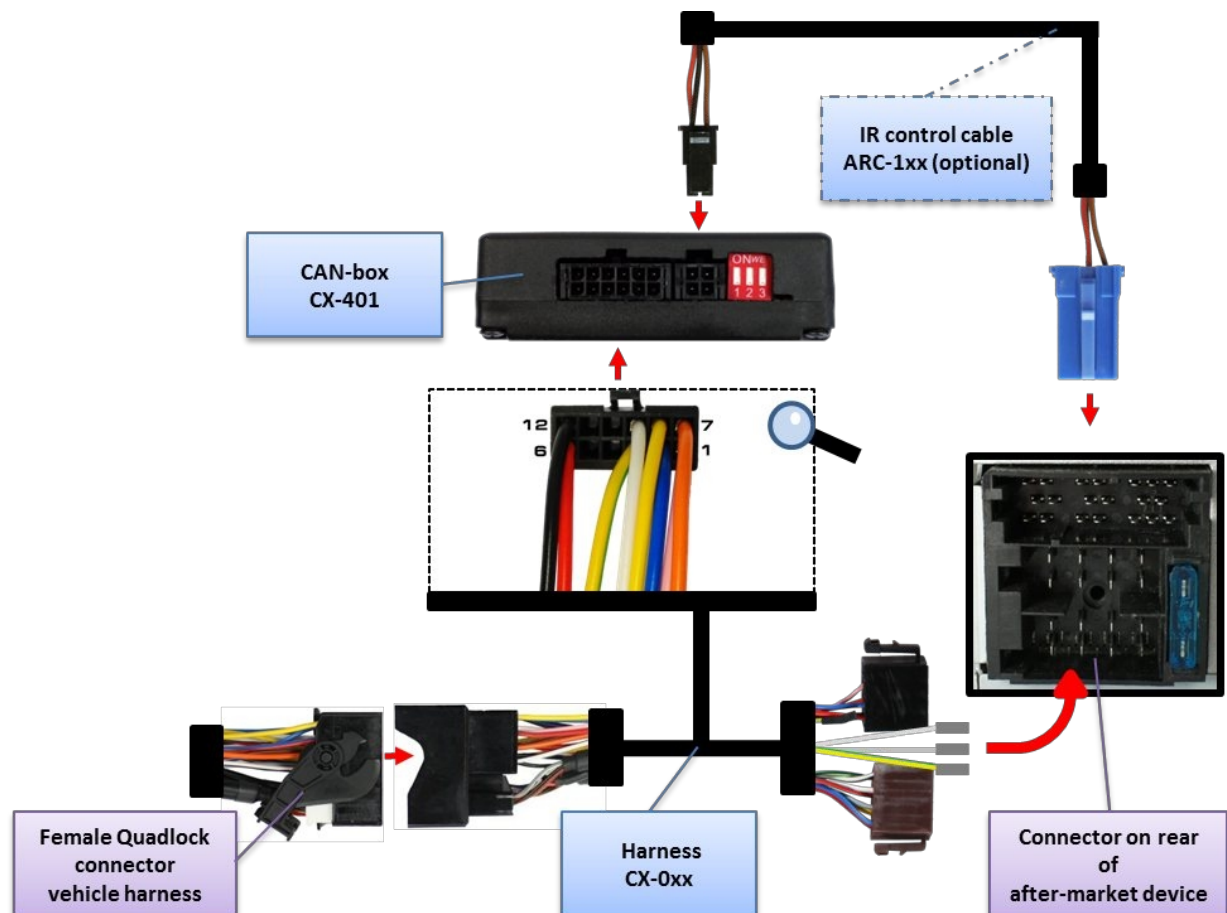 IR control cable
ARC-1xx (optional)
CAN-box
CX-401
ON
1 2 3
12
7
6
1
Female Quadlock
connector
vehicle harness
Harness
CX-0xx
Connector on rear
of
after-market device